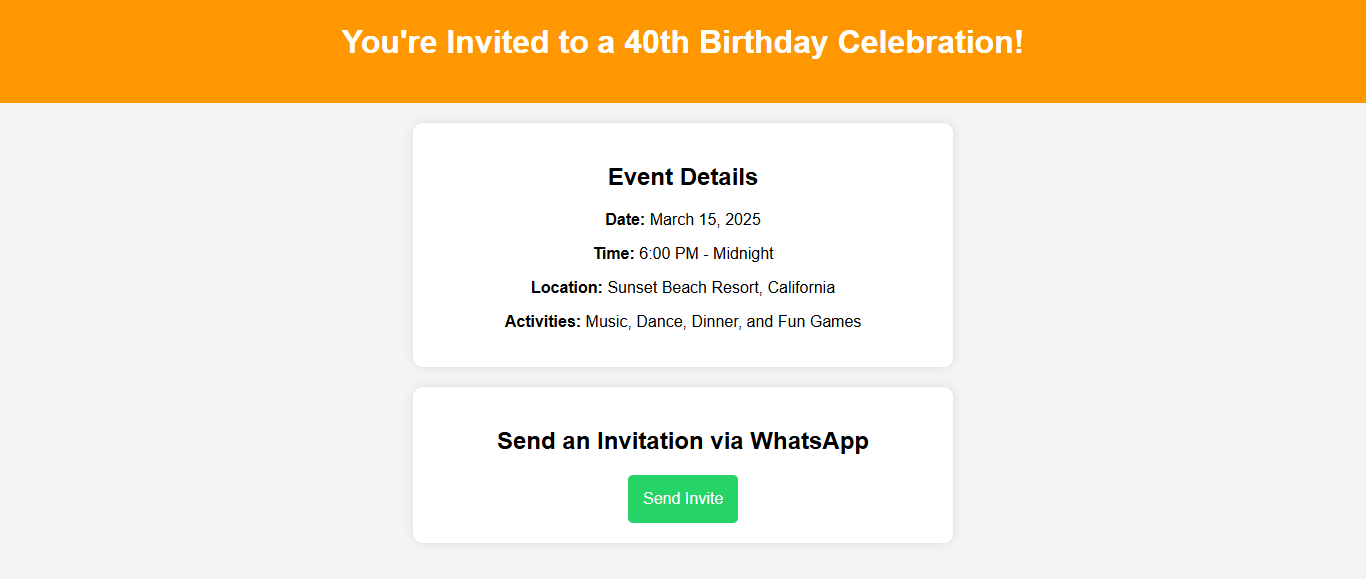 You're Invited to a 40th Birthday Celebration!
Event Details
Date: March 15, 2025
Time: 6:00 PM - Midnight
Location: Sunset Beach Resort, California
Activities: Music, Dance, Dinner, and Fun Games
Send an Invitation via WhatsApp
Send Invite